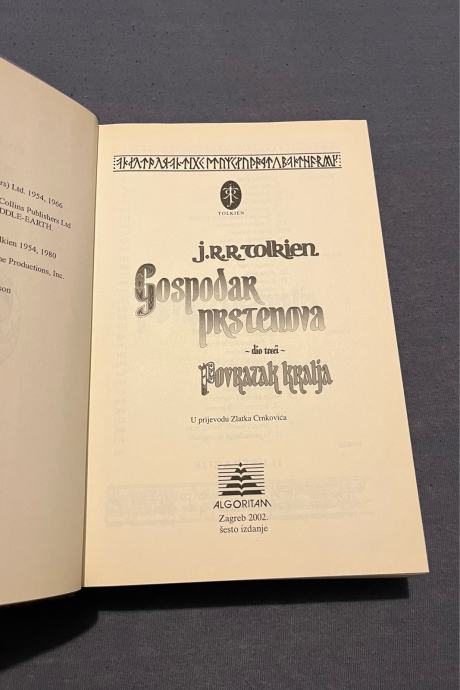 rs) Ltd. 1954, 1966
Collins Publishers Ltd
DDLE-EARTH
lkien 1954, 1980
ne Productions, Inc.
son
TOLKIEN
J.R.R. Tolkien
Gospodar
prstenova
~ dio treći ~
Povratak kralja
U prijevodu Zlatka Crnkovića
ALGORITAM
Zagreb 2002.
šesto izdanje